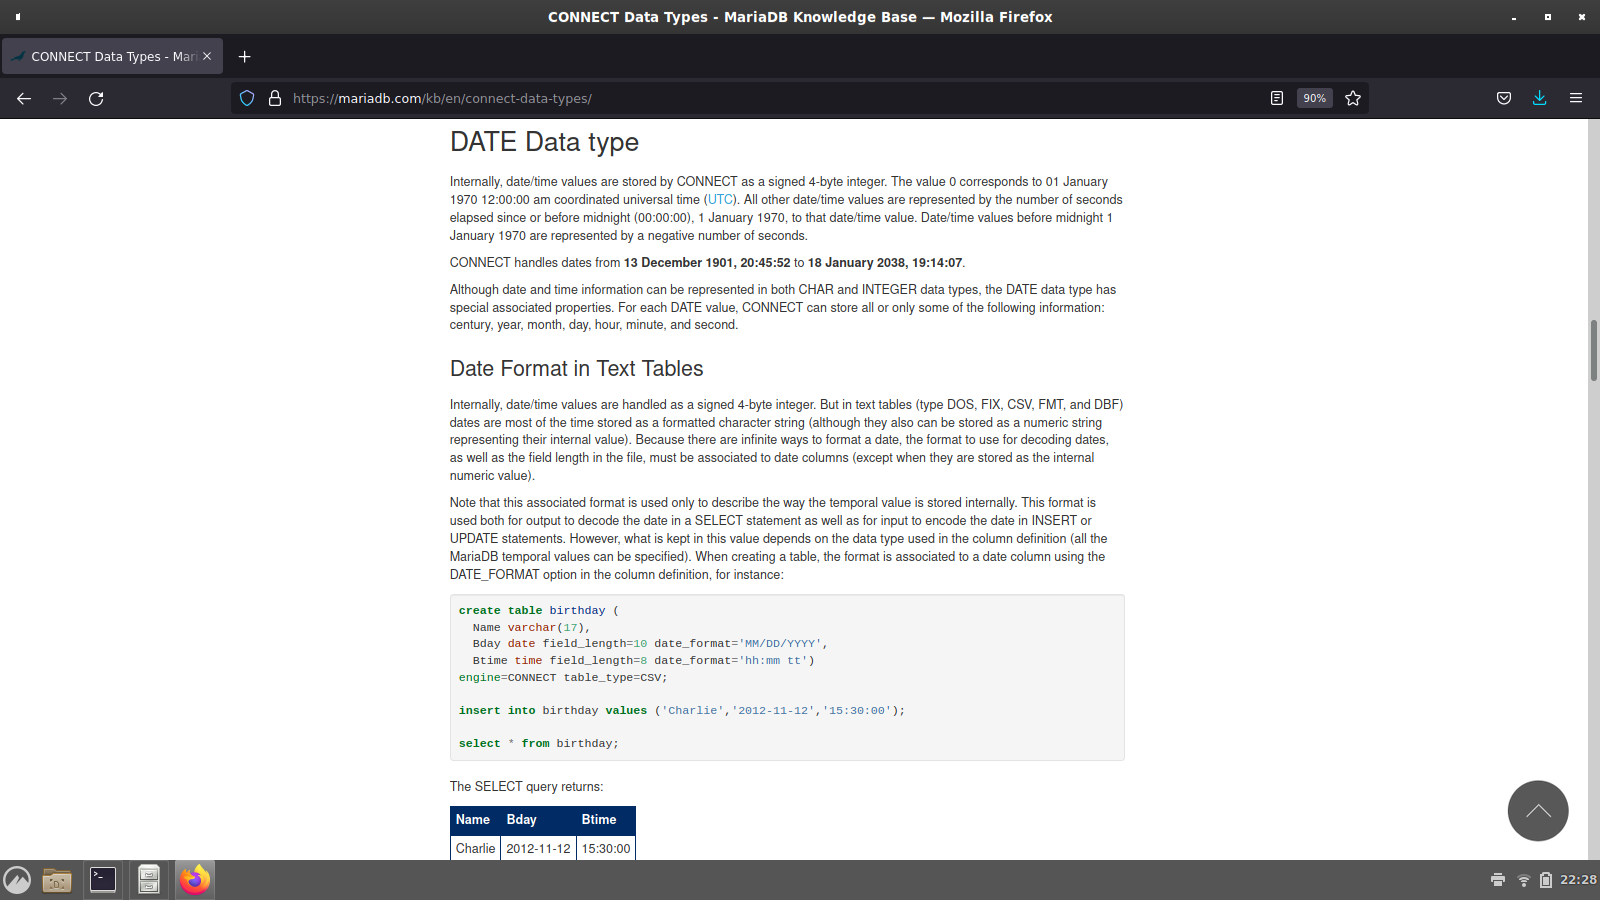 CONNECT Data Types - MariaDB Knowledge Base — Mozilla Firefox
CONNECT Data Types - Mari
https://mariadb.com/kb/en/connect-data-types/
90%
DATE Data type
Internally, date/time values are stored by CONNECT as a signed 4-byte integer. The value 0 corresponds to 01 January
1970 12:00:00 am coordinated universal time (UTC). All other date/time values are represented by the number of seconds
elapsed since or before midnight (00:00:00), 1 January 1970, to that date/time value. Date/time values before midnight 1
January 1970 are represented by a negative number of seconds.
CONNECT handles dates from 13 December 1901, 20:45:52 to 18 January 2038, 19:14:07.
Although date and time information can be represented in both CHAR and INTEGER data types, the DATE data type has
special associated properties. For each DATE value, CONNECT can store all or only some of the following information:
century, year, month, day, hour, minute, and second.
Date Format in Text Tables
Internally, date/time values are handled as a signed 4-byte integer. But in text tables (type DOS, FIX, CSV, FMT, and DBF)
dates are most of the time stored as a formatted character string (although they also can be stored as a numeric string
representing their internal value). Because there are infinite ways to format a date, the format to use for decoding dates,
as well as the field length in the file, must be associated to date columns (except when they are stored as the internal
numeric value).
Note that this associated format is used only to describe the way the temporal value is stored internally. This format is
used both for output to decode the date in a SELECT statement as well as for input to encode the date in INSERT or
UPDATE statements. However, what is kept in this value depends on the data type used in the column definition (all the
MariaDB temporal values can be specified). When creating a table, the format is associated to a date column using the
DATE_FORMAT option in the column definition, for instance:
create table birthday (
  Name varchar(17),
  Bday date field_length=10 date_format='MM/DD/YYYY',
  Btime time field_length=8 date_format='hh:mm tt')
engine=CONNECT table_type=CSV;
insert into birthday values ('Charlie','2012-11-12','15:30:00');
select * from birthday;
The SELECT query returns:
Name Bday Btime
Charlie 2012-11-12 15:30:00
22:28